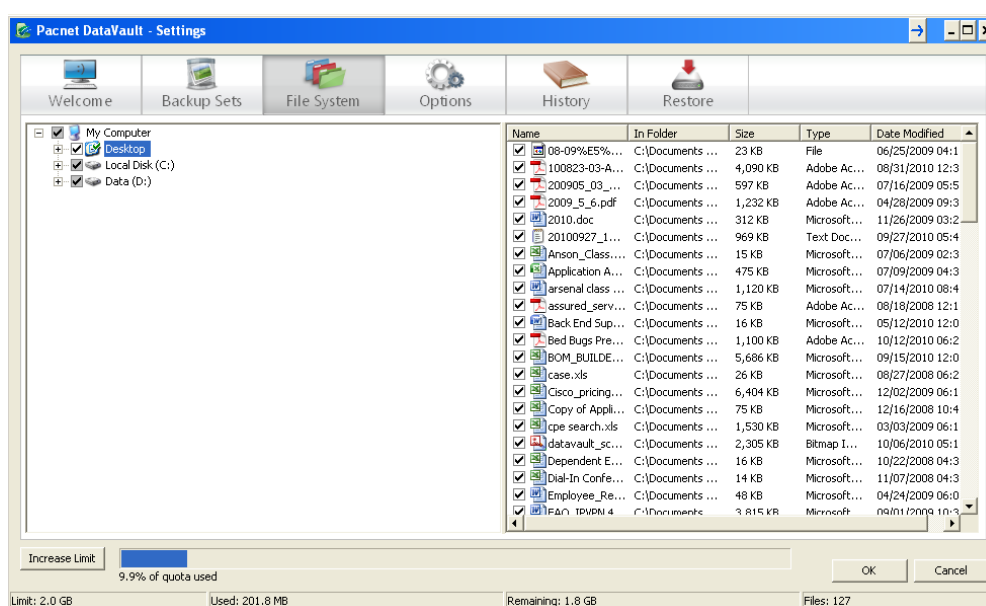 Pacnet DataVault - Settings
Welcome Backup Sets File System Options History Restore
My Computer
Desktop
Local Disk (C:)
Data (D:)
Name In Folder Size Type Date Modified
08-09%E5%... C:\Documents ... 23 KB File 06/25/2009 04:1
100823-03-A... C:\Documents ... 4,090 KB Adobe Ac... 08/31/2010 12:3
200905_03_... C:\Documents ... 597 KB Adobe Ac... 07/16/2009 05:5
2009_5_6.pdf C:\Documents ... 1,232 KB Adobe Ac... 04/28/2009 09:3
2010.doc C:\Documents ... 312 KB Microsoft... 11/26/2009 03:2
20100927_1... C:\Documents ... 969 KB Text Doc... 09/27/2010 05:4
Anson_Class.... C:\Documents ... 15 KB Microsoft... 07/06/2009 02:3
Application A... C:\Documents ... 475 KB Microsoft... 07/09/2009 04:3
arsenal class ... C:\Documents ... 1,120 KB Microsoft... 07/14/2010 08:4
assured_serv... C:\Documents ... 75 KB Adobe Ac... 08/18/2008 12:1
Back End Sup... C:\Documents ... 16 KB Microsoft... 05/12/2010 12:0
Bed Bugs Pre... C:\Documents ... 1,100 KB Adobe Ac... 10/12/2010 06:2
BOM_BUILDE... C:\Documents ... 5,686 KB Microsoft... 09/15/2010 12:0
case.xls C:\Documents ... 26 KB Microsoft... 08/27/2008 06:2
Cisco_pricing... C:\Documents ... 6,404 KB Microsoft... 12/02/2009 06:1
Copy of Appli... C:\Documents ... 75 KB Microsoft... 12/16/2008 10:4
cpe search.xls C:\Documents ... 1,530 KB Microsoft... 03/03/2009 06:1
datavault_sc... C:\Documents ... 2,305 KB Bitmap I... 10/06/2010 05:1
Dependent E... C:\Documents ... 16 KB Microsoft... 10/22/2008 04:3
Dial-In Confe... C:\Documents ... 14 KB Microsoft... 11/07/2008 04:3
Employee_Re... C:\Documents ... 48 KB Microsoft... 04/24/2009 06:0
FAQ_IPVPN 4... C:\Documents ... 3,815 KB Microsoft... 09/01/2009 10:3
Increase Limit
9.9% of quota used
OK Cancel
Limit: 2.0 GB Used: 201.8 MB Remaining: 1.8 GB Files: 127